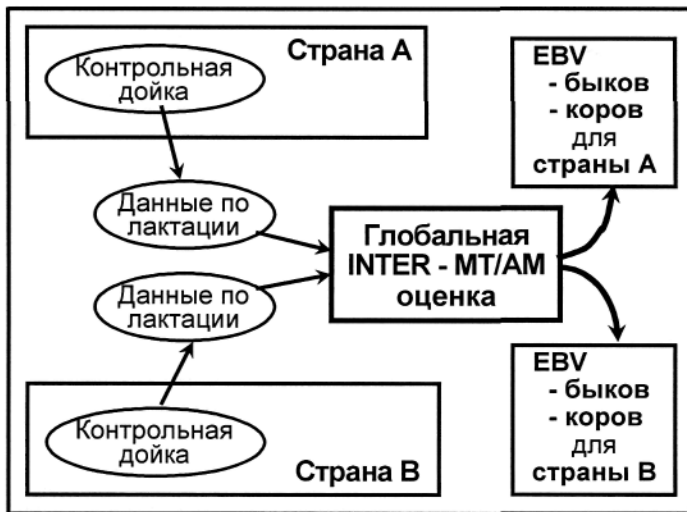 Страна А
Контрольная
дойка
Данные по
лактации
Данные по
лактации
Контрольная
дойка
Страна В
Глобальная
INTER - MT/AM
оценка
EBV
- быков
- коров
для
страны А
EBV
- быков
- коров
для
страны В